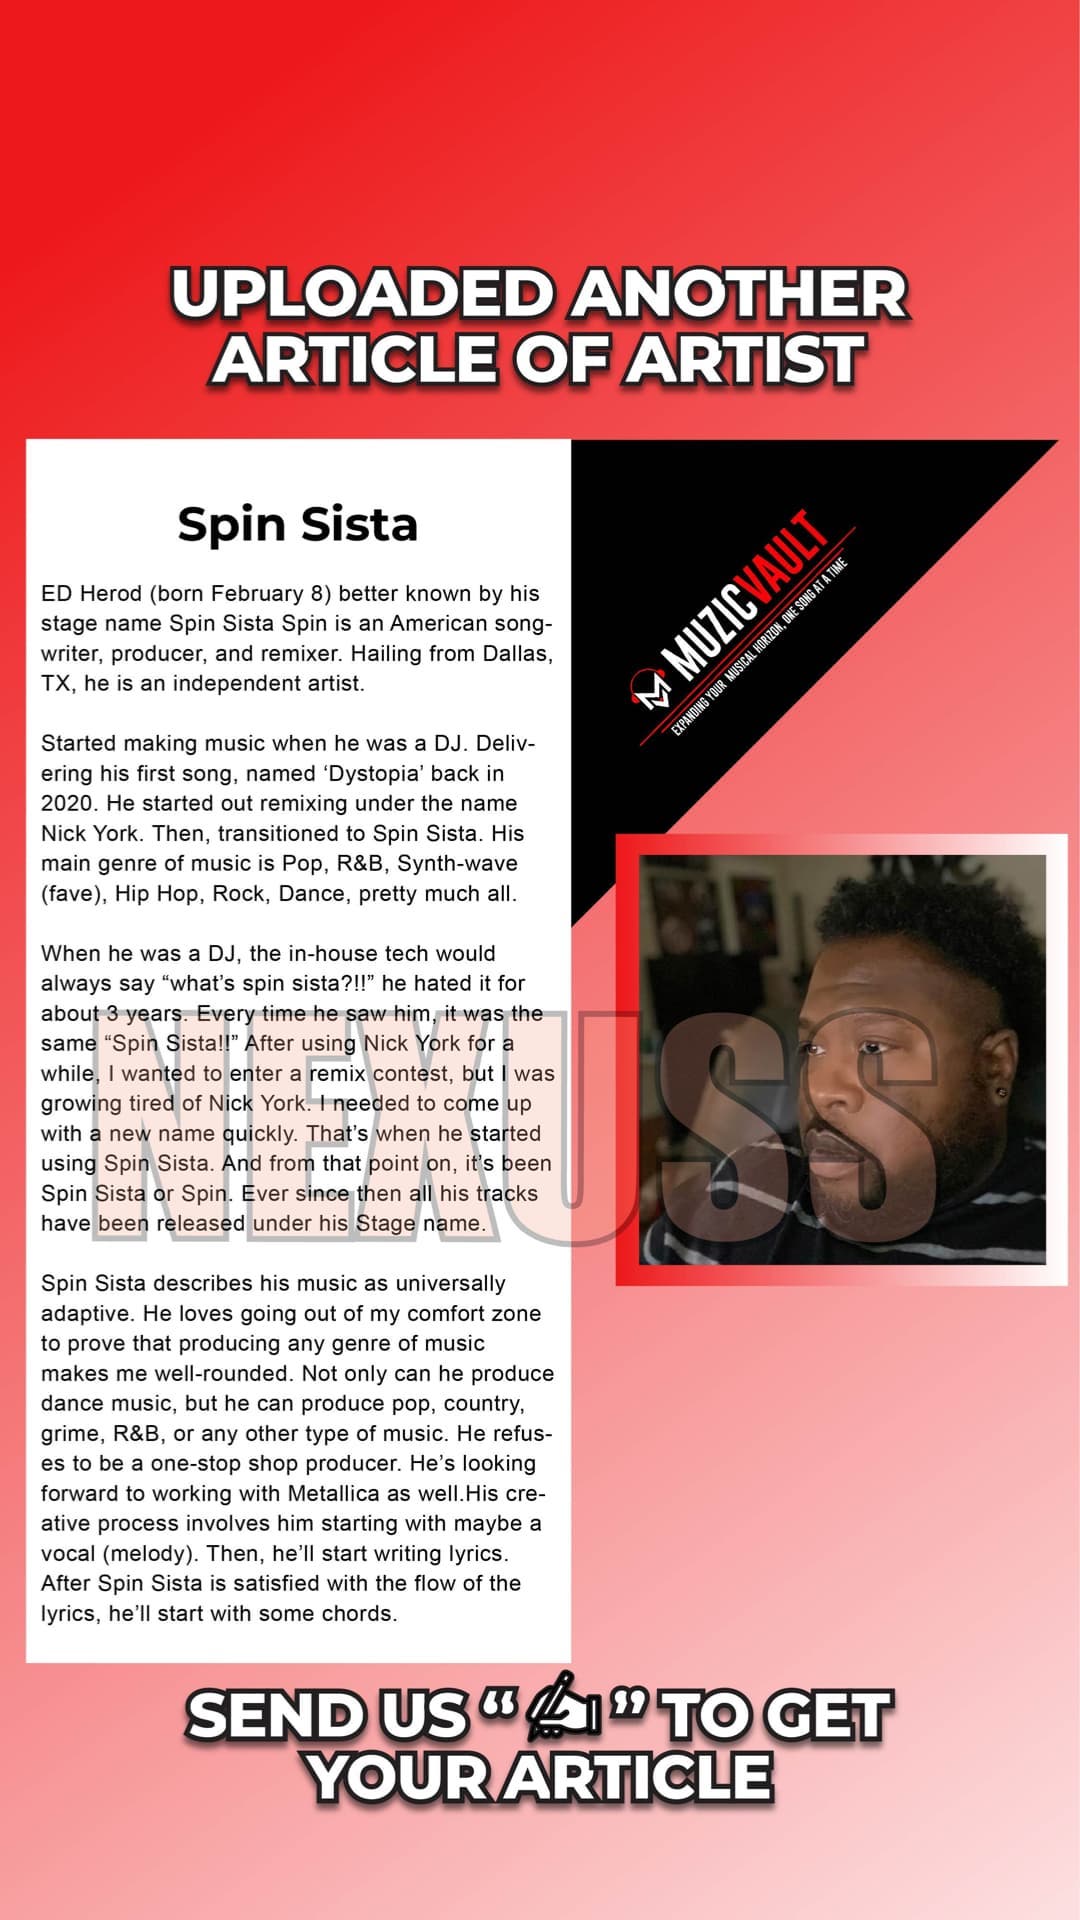 UPLOADED ANOTHER
ARTICLE OF ARTIST
Spin Sista
ED Herod (born February 8) better known by his
stage name Spin Sista Spin is an American song-
writer, producer, and remixer. Hailing from Dallas,
TX, he is an independent artist.
Started making music when he was a DJ. Deliv-
ering his first song, named ‘Dystopia’ back in
2020. He started out remixing under the name
Nick York. Then, transitioned to Spin Sista. His
main genre of music is Pop, R&B, Synth-wave
(fave), Hip Hop, Rock, Dance, pretty much all.
When he was a DJ, the in-house tech would
always say “what’s spin sista?!!” he hated it for
about 3 years. Every time he saw him, it was the
same “Spin Sista!!” After using Nick York for a
while, I wanted to enter a remix contest, but I was
growing tired of Nick York. I needed to come up
with a new name quickly. That’s when he started
using Spin Sista. And from that point on, it’s been
Spin Sista or Spin. Ever since then all his tracks
have been released under his Stage name.
Spin Sista describes his music as universally
adaptive. He loves going out of my comfort zone
to prove that producing any genre of music
makes me well-rounded. Not only can he produce
dance music, but he can produce pop, country,
grime, R&B, or any other type of music. He refus-
es to be a one-stop shop producer. He’s looking
forward to working with Metallica as well.His cre-
ative process involves him starting with maybe a
vocal (melody). Then, he’ll start writing lyrics.
After Spin Sista is satisfied with the flow of the
lyrics, he’ll start with some chords.
MUZICVAULT
EXPANDING YOUR MUSICAL HORIZON, ONE SONG AT A TIME
NEXUSS
SEND US “✍” TO GET
YOUR ARTICLE